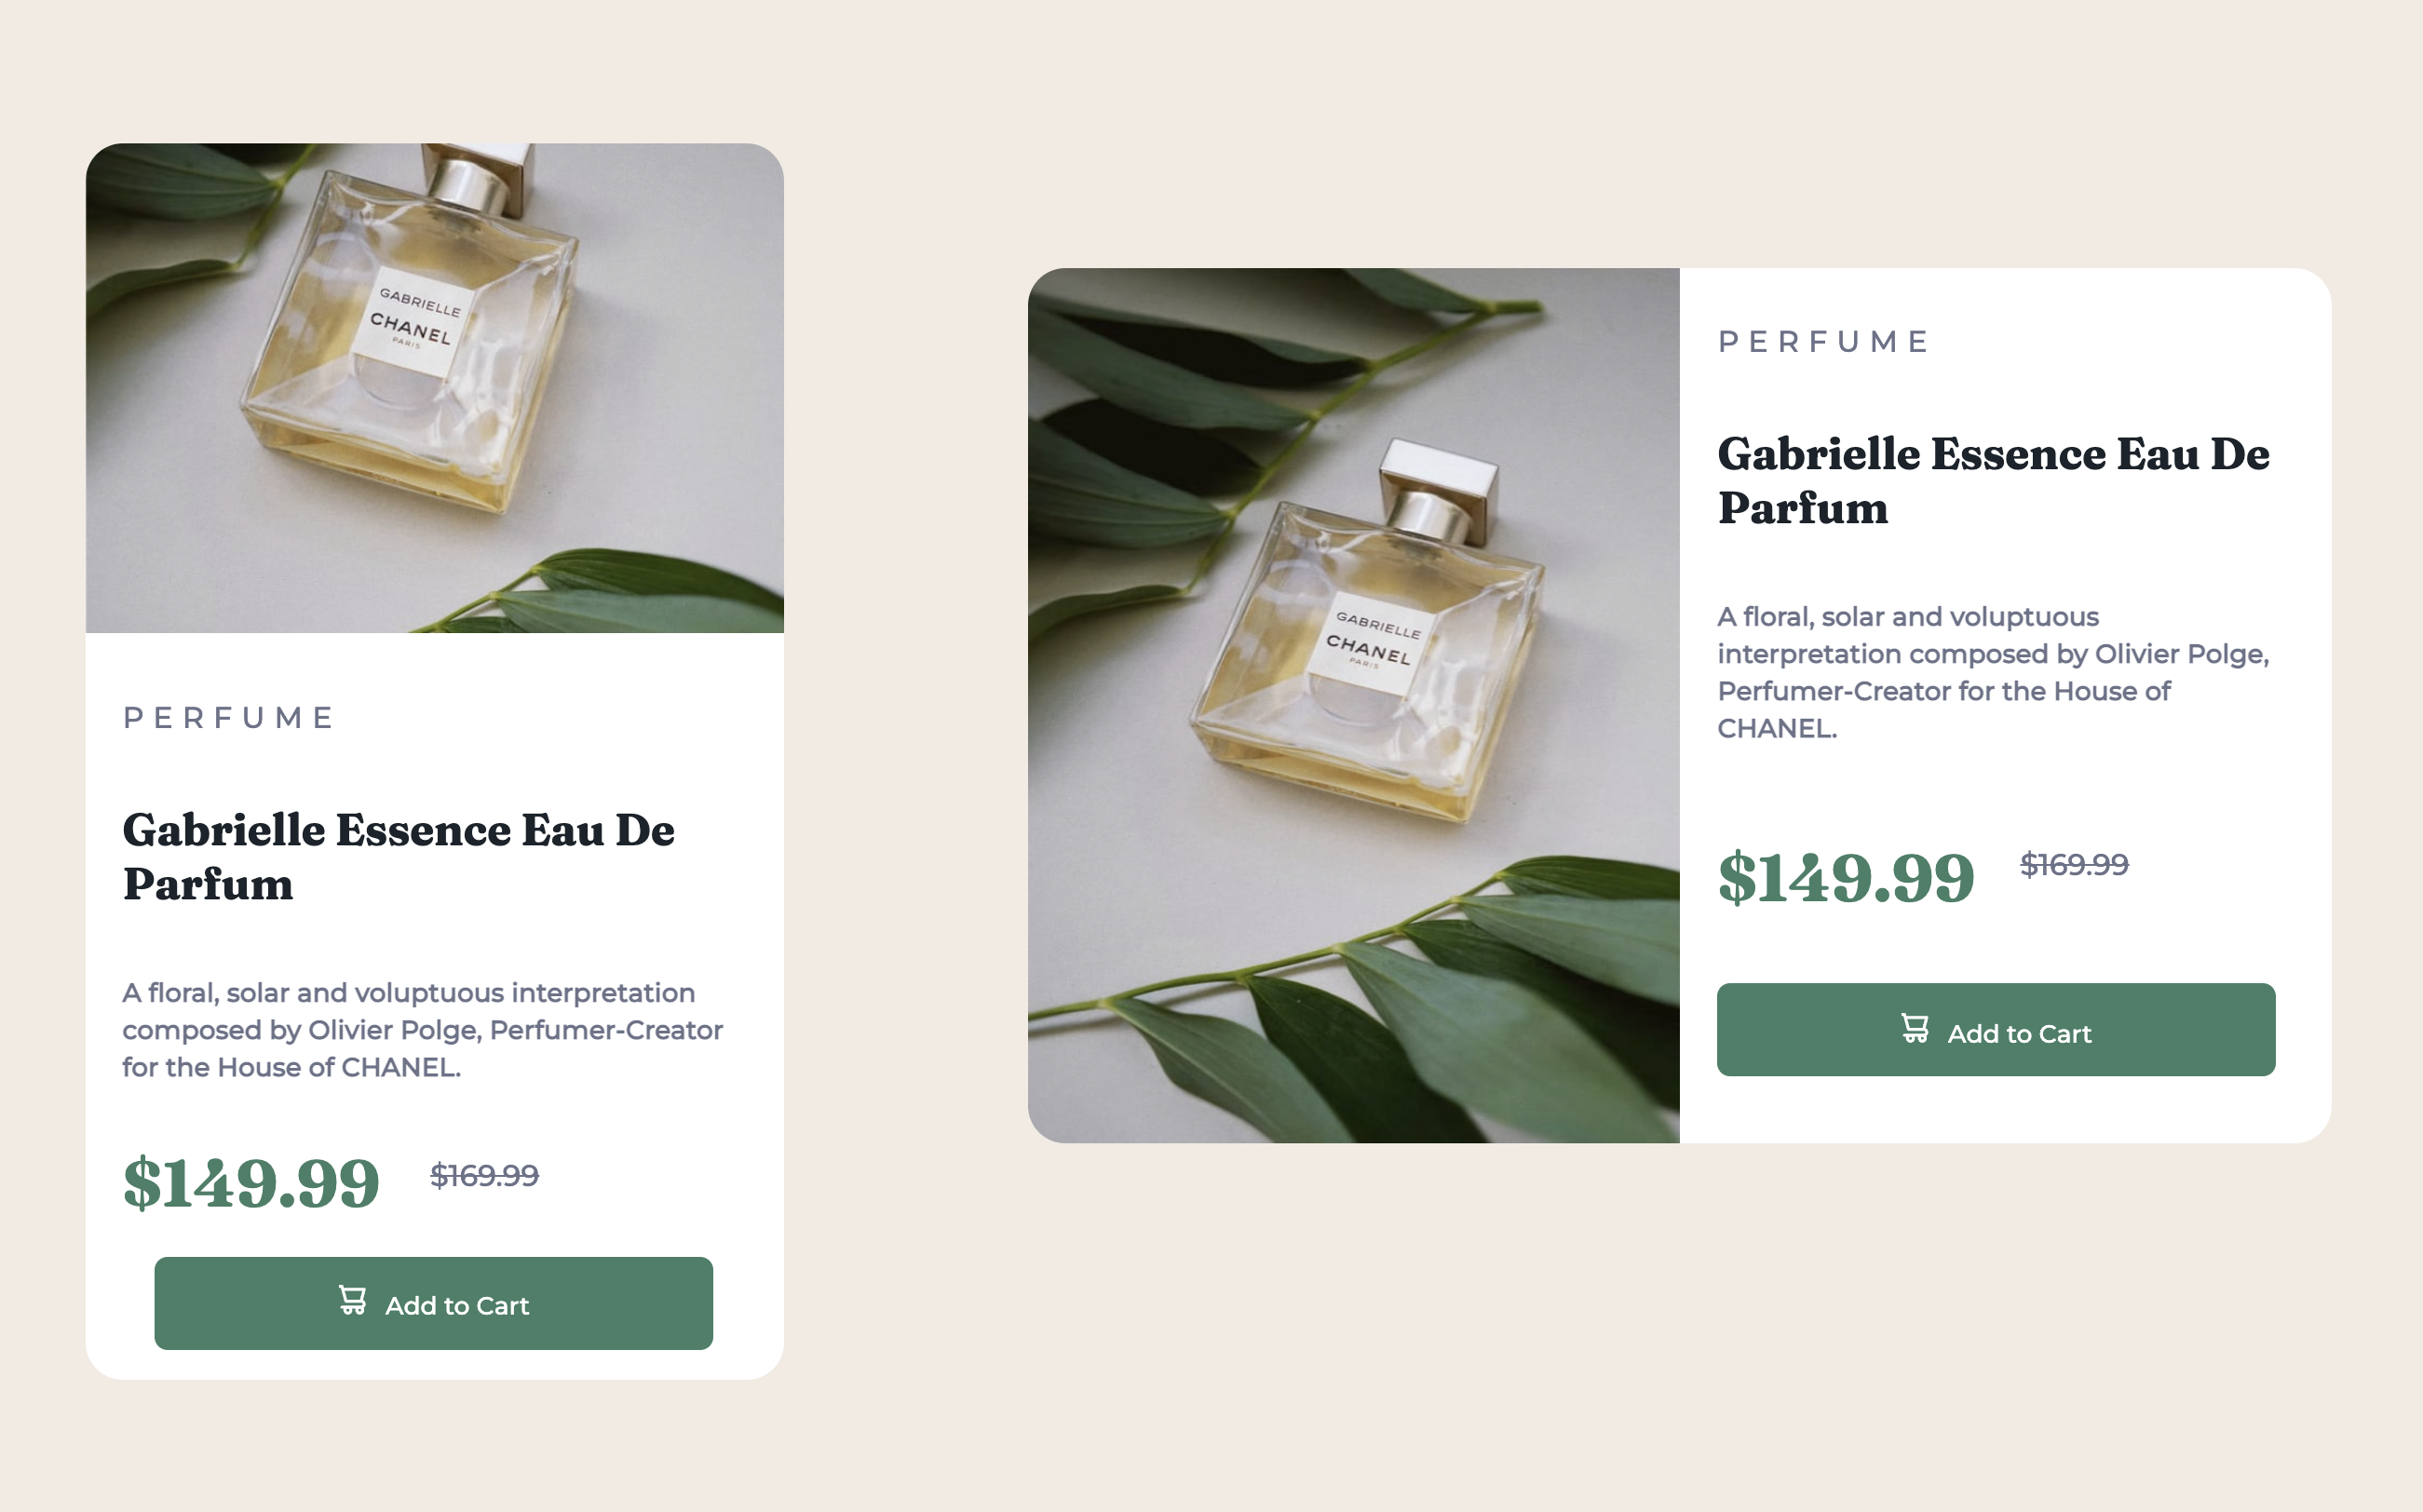 GABRIELLE
CHANEL
PARIS
PERFUME
Gabrielle Essence Eau De
Parfum
A floral, solar and voluptuous interpretation
composed by Olivier Polge, Perfumer-Creator
for the House of CHANEL.
$149.99 $169.99
Add to Cart
GABRIELLE
CHANEL
PARIS
PERFUME
Gabrielle Essence Eau De
Parfum
A floral, solar and voluptuous
interpretation composed by Olivier Polge,
Perfumer-Creator for the House of
CHANEL.
$149.99 $169.99
Add to Cart